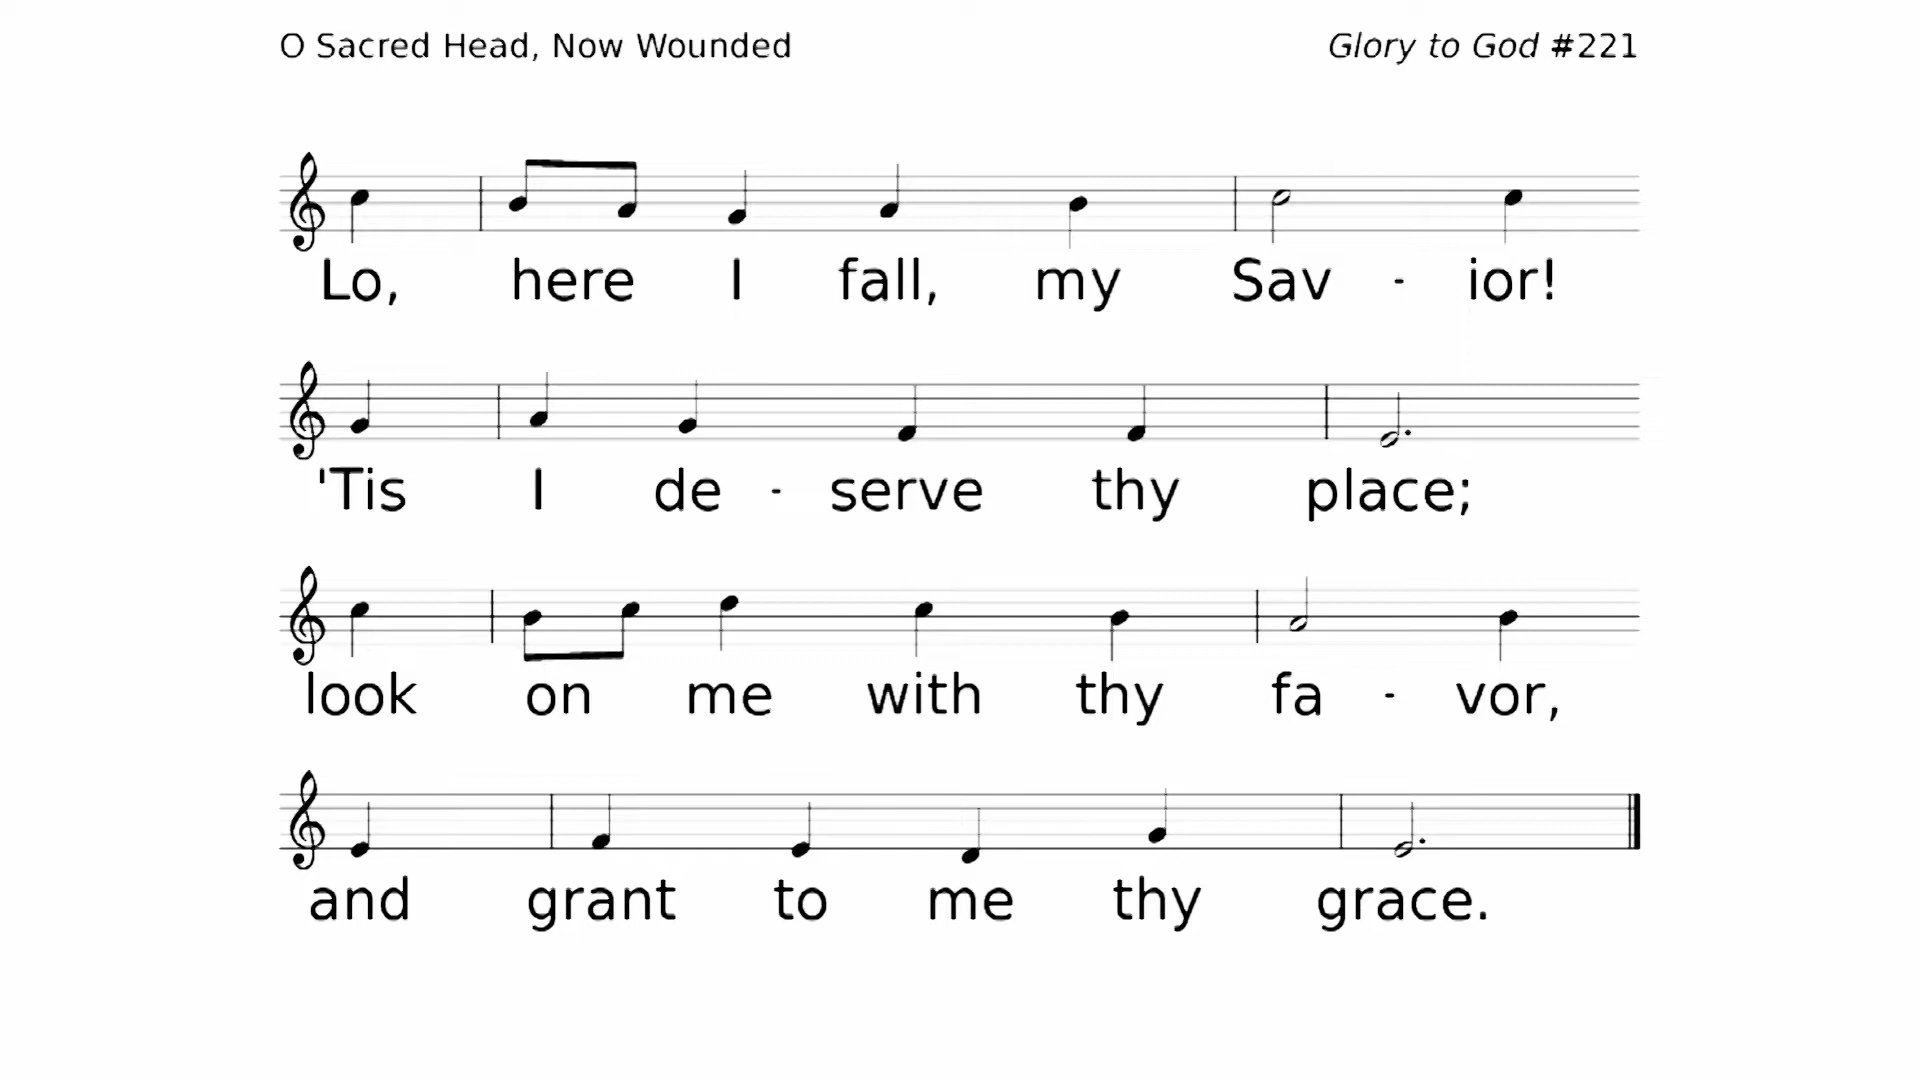 O Sacred Head, Now Wounded Glory to God #221
Lo, here I fall, my Sav - ior!
'Tis I de - serve thy place;
look on me with thy fa - vor,
and grant to me thy grace.